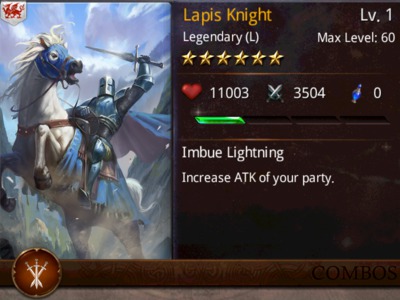 Lapis Knight Lv. 1
Legendary (L) Max Level: 60
11003 3504 0
Imbue Lightning
Increase ATK of your party.
COMBOS